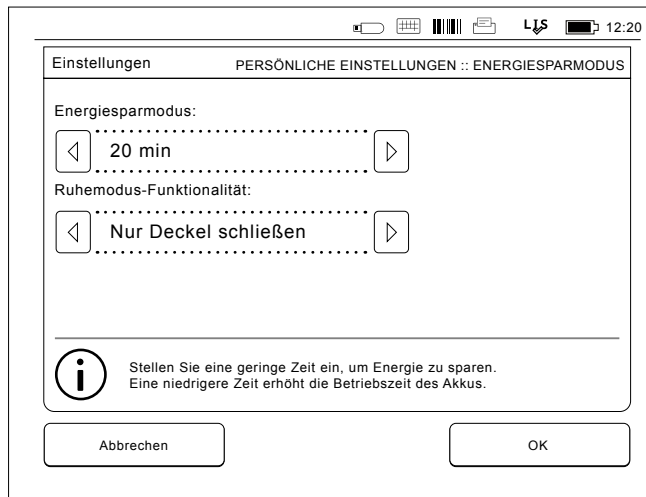 LIS 12:20
Einstellungen PERSÖNLICHE EINSTELLUNGEN :: ENERGIESPARMODUS
Energiesparmodus:
20 min
Ruhemodus-Funktionalität:
Nur Deckel schließen
Stellen Sie eine geringe Zeit ein, um Energie zu sparen.
Eine niedrigere Zeit erhöht die Betriebszeit des Akkus.
Abbrechen OK